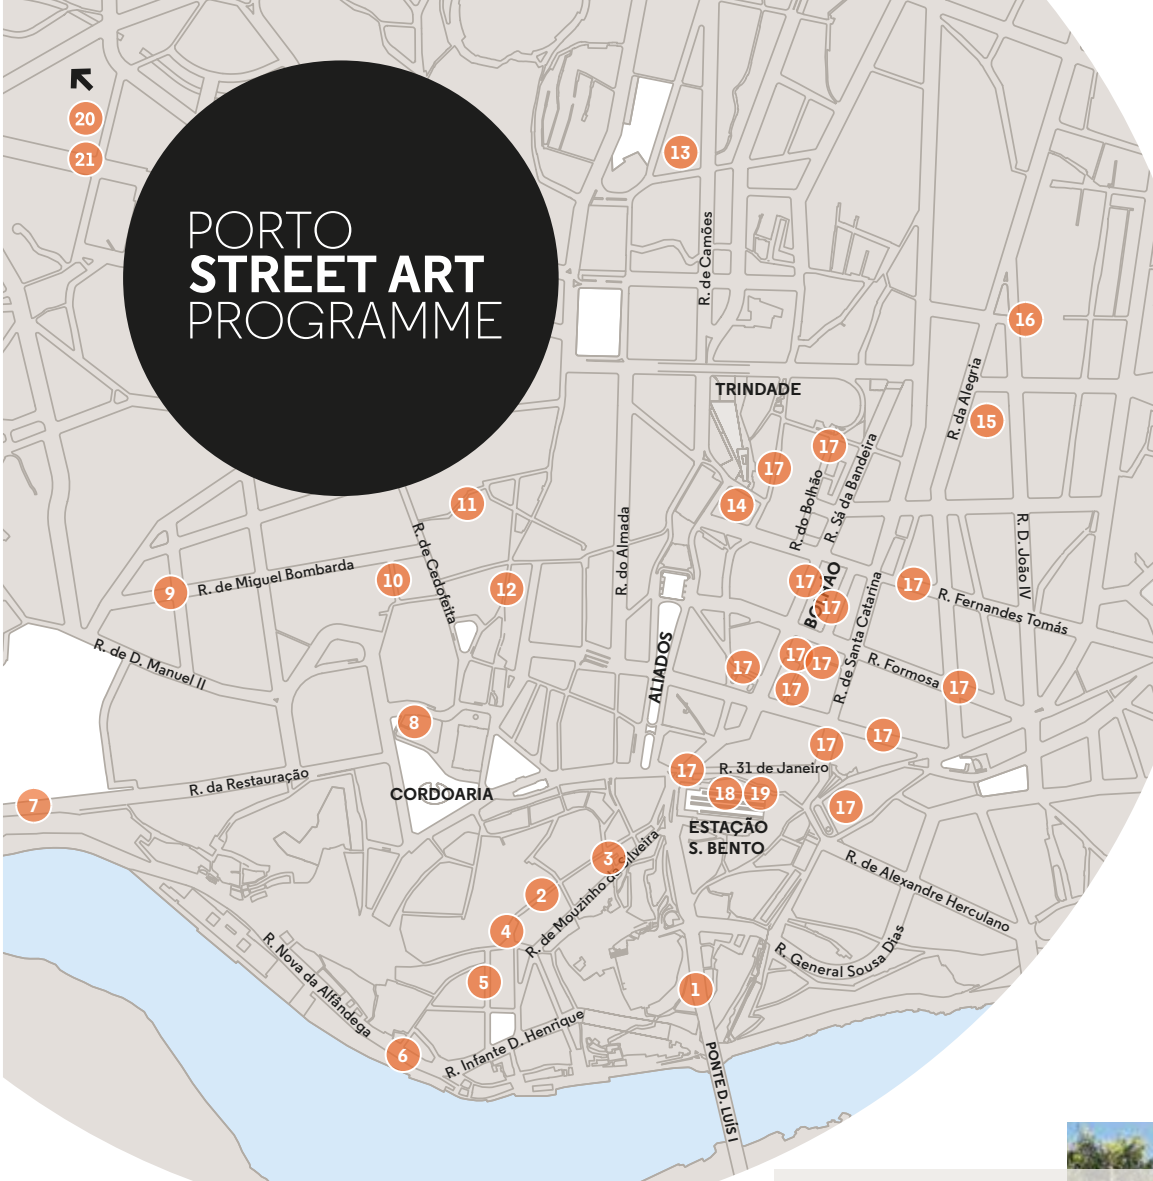 20
21
13
PORTO
STREET ART
PROGRAMME
R. de Camões
16
TRINDADE
R. da Alegria
15
17
17
R. Sá da Bandeira
R. do Bolhão
14
11
R. do Almada
R. de Cedofeita
R. D. João IV
R. de Miguel Bombarda
9
10
12
17
17
17
R. Fernandes Tomás
R. de Santa Catarina
R. de D. Manuel II
ALIADOS
17
17
17
17
R. Formosa
17
8
17
17
17
R. 31 de Janeiro
R. da Restauração
7
CORDOARIA
18
19
17
ESTAÇÃO
S. BENTO
3
R. de Mouzinho da Silveira
2
4
5
R. de Alexandre Herculano
R. General Sousa Dias
R. Nova da Alfândega
1
6
R. Infante D. Henrique
PONTE D. LUÍS I